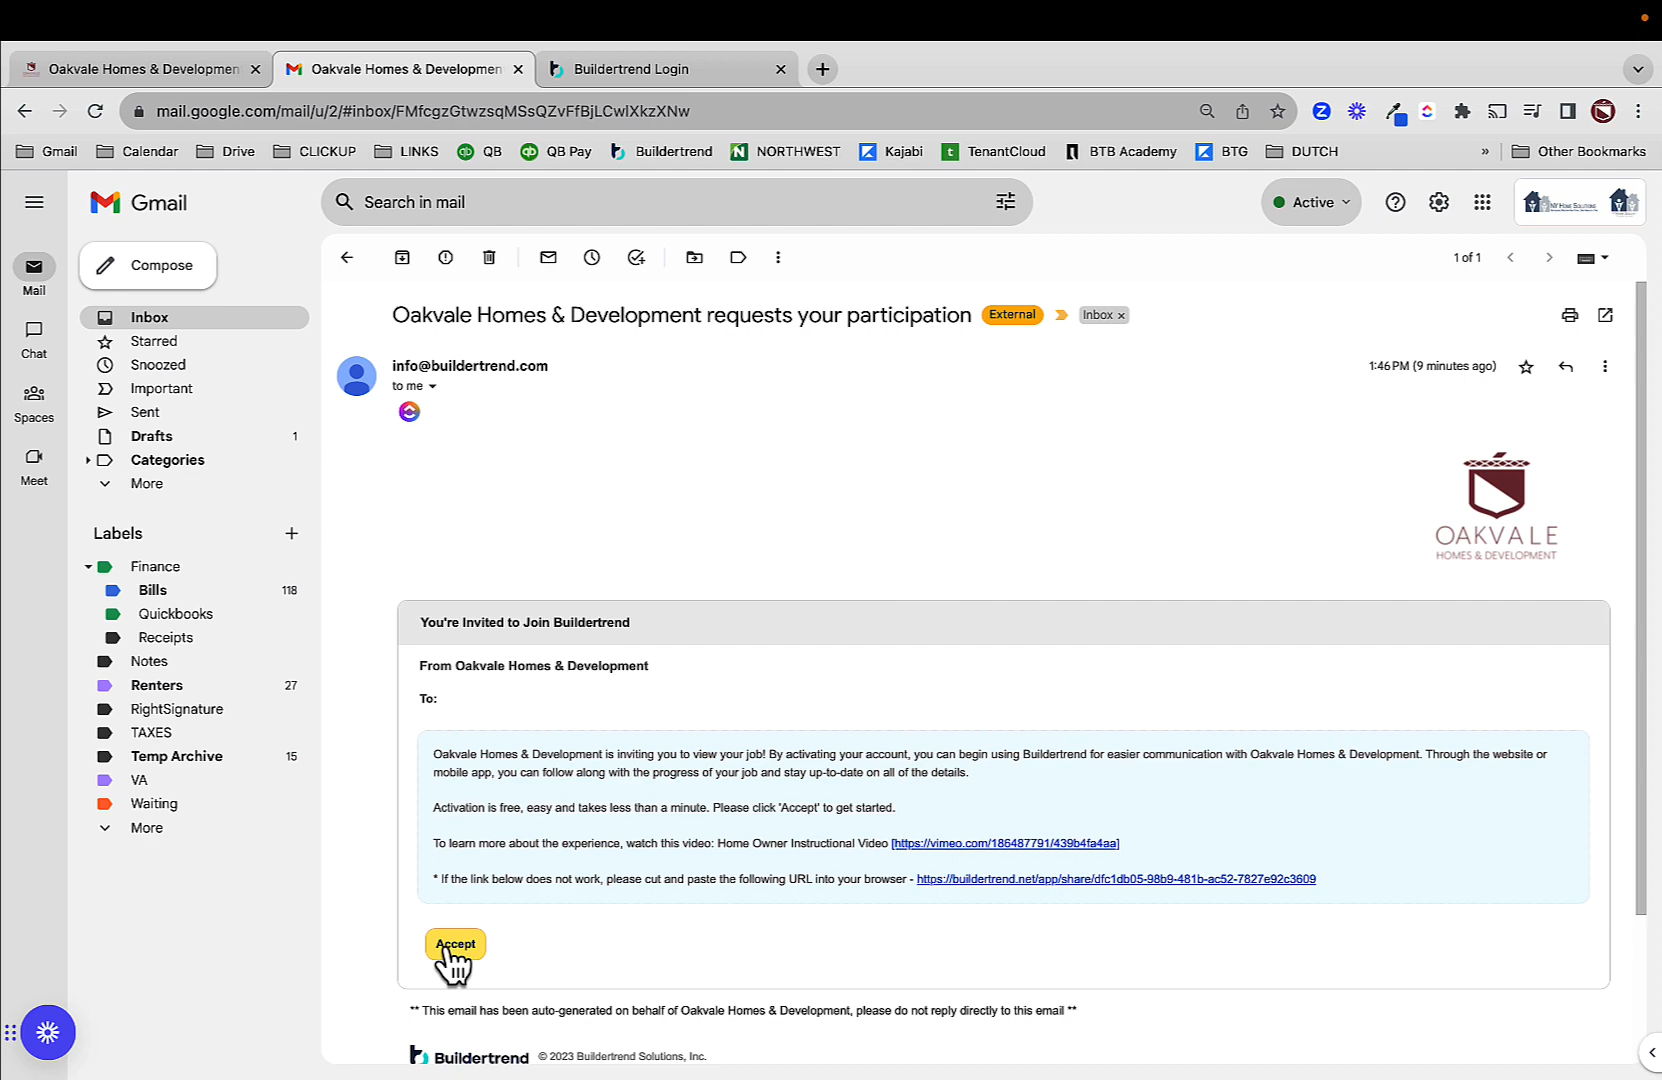 Oakvale Homes & Developmen
Oakvale Homes & Developmen
Buildertrend Login
mail.google.com/mail/u/2/#inbox/FMfcgzGtwzsqMSsQZvFfBjLCwlXkzXNw
Gmail
Calendar
Drive
CLICKUP
LINKS
QB
QB Pay
Buildertrend
NORTHWEST
Kajabi
TenantCloud
BTB Academy
BTG
DUTCH
»
Other Bookmarks
Gmail
Search in mail
Active
NY Home Solutions
Mail
Chat
Spaces
Meet
Compose
Inbox
Starred
Snoozed
Important
Sent
Drafts 1
Categories
More
Labels
Finance
Bills 118
Quickbooks
Receipts
Notes
Renters 27
RightSignature
TAXES
Temp Archive 15
VA
Waiting
More
1 of 1
Oakvale Homes & Development requests your participation External Inbox x
info@buildertrend.com
1:46 PM (9 minutes ago)
to me
OAKVALE
HOMES & DEVELOPMENT
You're Invited to Join Buildertrend
From Oakvale Homes & Development
To:
Oakvale Homes & Development is inviting you to view your job! By activating your account, you can begin using Buildertrend for easier communication with Oakvale Homes & Development. Through the website or
mobile app, you can follow along with the progress of your job and stay up-to-date on all of the details.
Activation is free, easy and takes less than a minute. Please click 'Accept' to get started.
To learn more about the experience, watch this video: Home Owner Instructional Video [https://vimeo.com/186487791/439b4fa4aa]
* If the link below does not work, please cut and paste the following URL into your browser - https://buildertrend.net/app/share/dfc1db05-98b9-481b-ac52-7827e92c3609
Accept
** This email has been auto-generated on behalf of Oakvale Homes & Development, please do not reply directly to this email **
Buildertrend © 2023 Buildertrend Solutions, Inc.